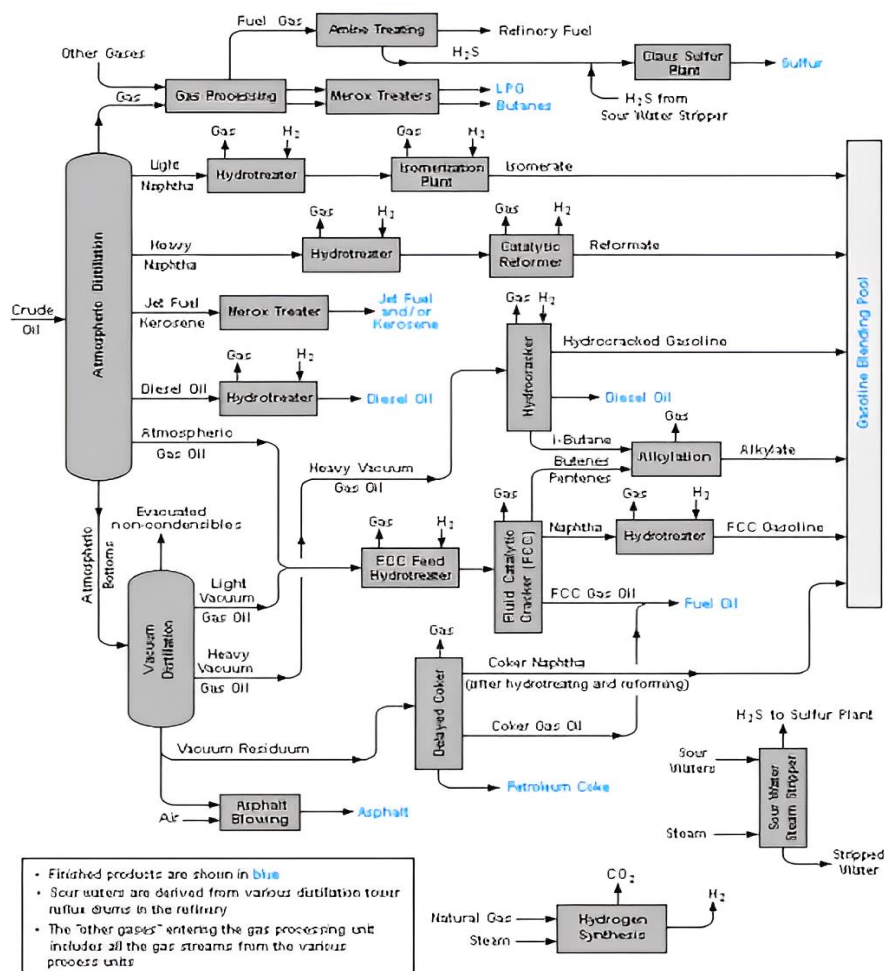 Fuel Gas
Amine Treating
Refinery Fuel
Other Gases
H2S
Claus Sulfur
Plant
Sulfur
Gas
Gas Processing
Merox Treaters
LPG
Butanes
H2S from
Sour Water Stripper
Gas
H2
Gas
H2
Light
Naphtha
Hydrotreater
Isomerization
Plant
Isomerate
Gas
H2
Gas
H2
Heavy
Naphtha
Hydrotreater
Catalytic
Reformer
Reformate
Crude
Oil
Atmospheric Distillation
Jet Fuel
Kerosene
Merox Treater
Jet Fuel
and/or
Kerosene
Gas
H2
Hydrocracker
Hydrocracked Gasoline
Gasoline Blending Pool
Gas
H2
Diesel Oil
Hydrotreater
Diesel Oil
Diesel Oil
Atmospheric
Gas Oil
i-Butane
Gas
Heavy Vacuum
Gas Oil
Butenes
Pentenes
Alkylation
Alkylate
Evacuated
non-condensibles
Atmospheric
Bottoms
Gas
H2
Gas
Gas
H2
Naphtha
Hydrotreater
FCC Gasoline
FCC Feed
Hydrotreater
Fluid Catalytic
Cracker (FCC)
Light
Vacuum
Gas Oil
FCC Gas Oil
Fuel Oil
Vacuum
Distillation
Heavy
Vacuum
Gas Oil
Gas
Delayed Coker
Coker Naphtha
(after hydrotreating and reforming)
Coker Gas Oil
Vacuum Residuum
Petroleum Coke
H2S to Sulfur Plant
Sour
Waters
Sour Water
Steam Stripper
Steam
Stripped
Water
Air
Asphalt
Blowing
Asphalt
• Finished products are shown in blue
• Sour waters are derived from various distillation tower
reflux drums in the refinery
• The "other gases" entering the gas processing unit
includes all the gas streams from the various
process units
CO2
H2
Natural Gas
Steam
Hydrogen
Synthesis